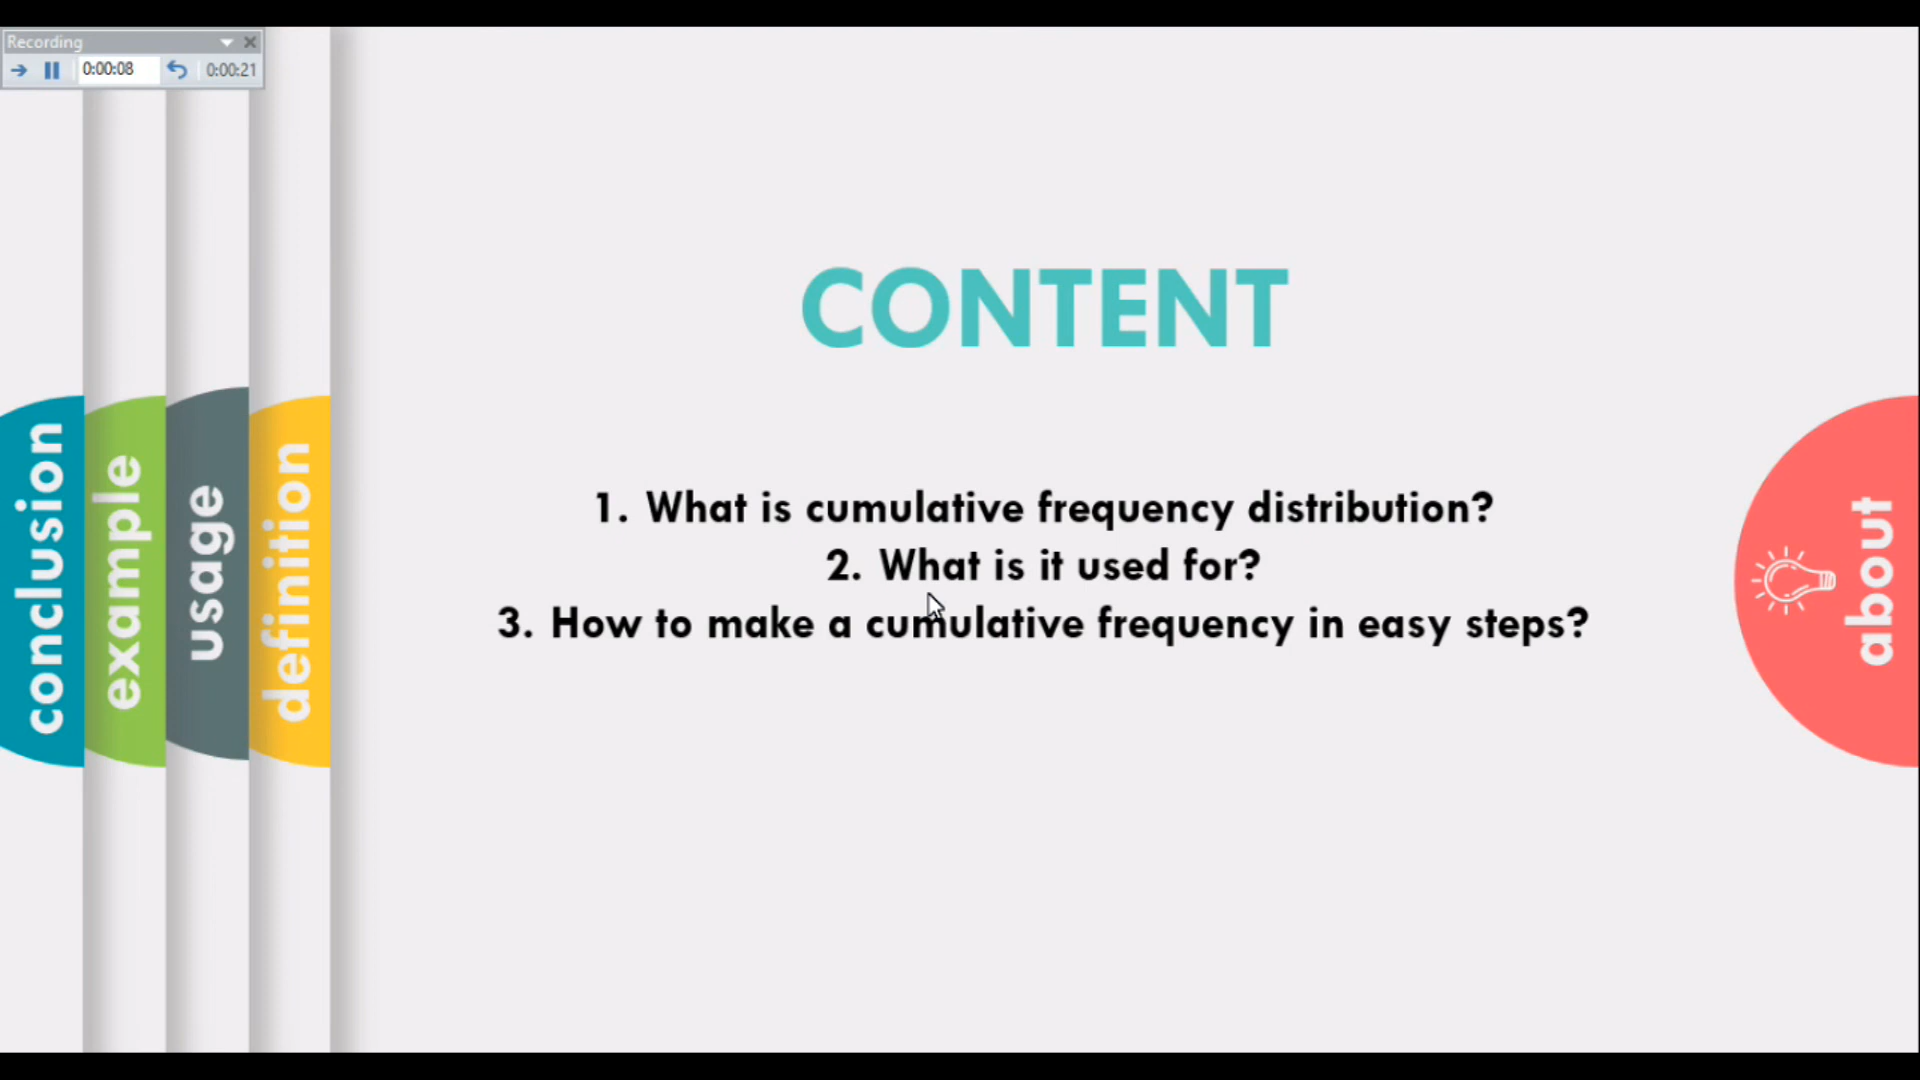 Recording
0:00:08
0:00:21
CONTENT
1. What is cumulative frequency distribution?
2. What is it used for?
3. How to make a cumulative frequency in easy steps?
conclusion
example
usage
definition
about